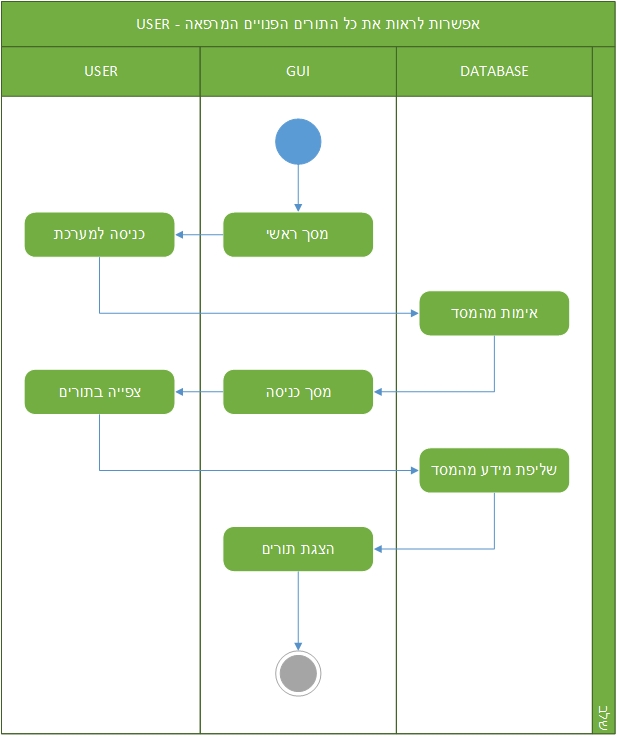 אפשרות לראות את כל התורים הפנויים המרפאה - USER
USER
GUI
DATABASE
מסך ראשי
כניסה למערכת
אימות מהמסד
מסך כניסה
צפייה בתורים
שליפת מידע מהמסד
הצגת תורים
שלב